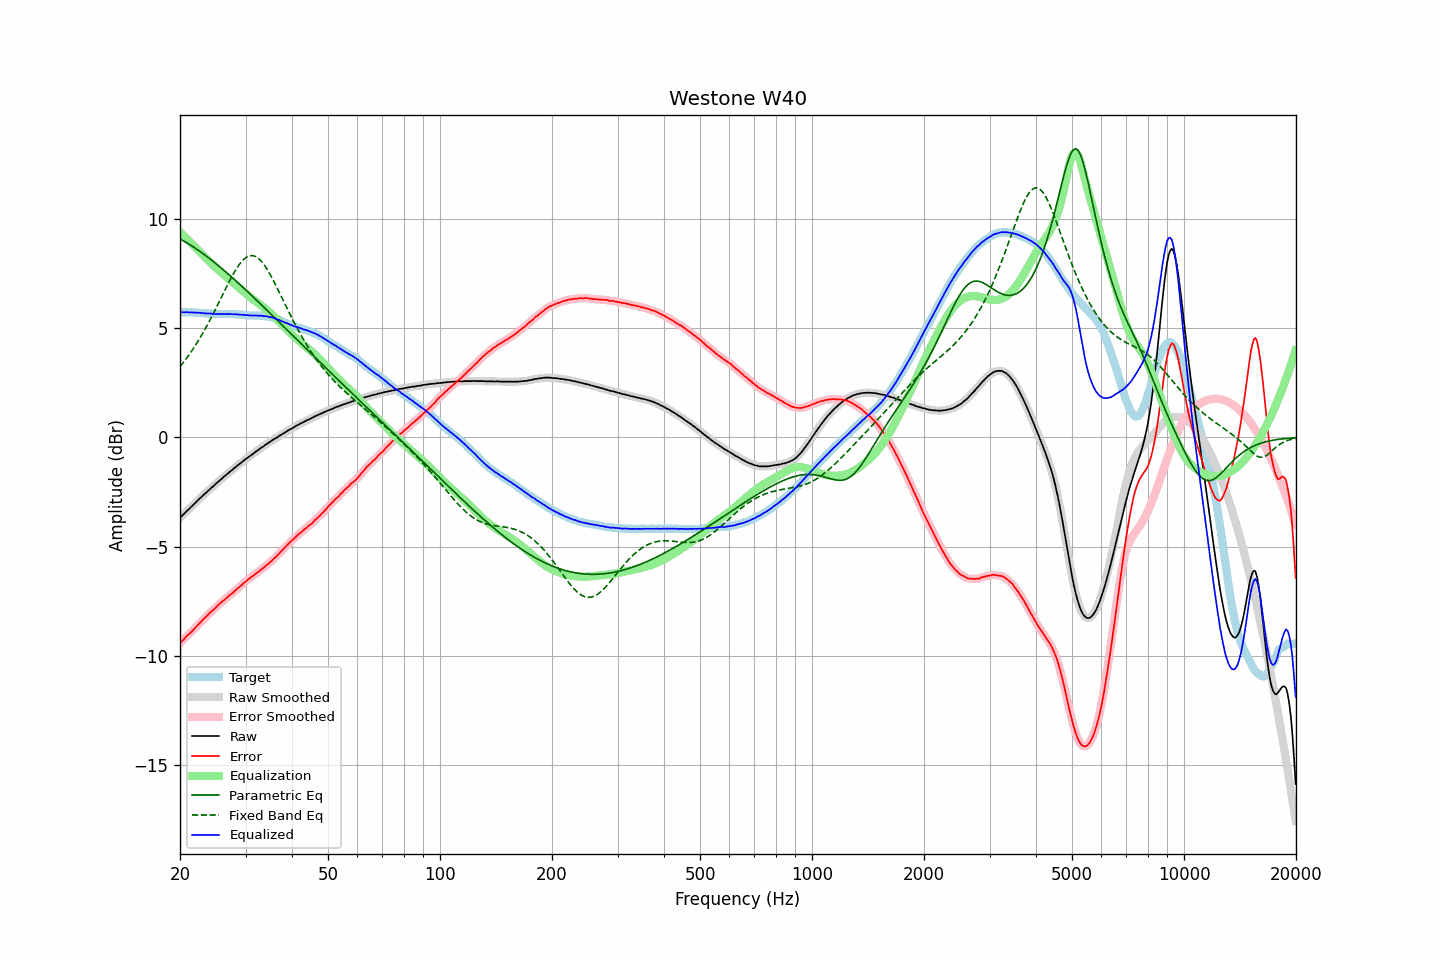 Westone W40
Amplitude (dBr)
10
5
0
−5
−10
−15
Target
Raw Smoothed
Error Smoothed
Raw
Error
Equalization
Parametric Eq
Fixed Band Eq
Equalized
20 50 100 200 500 1000 2000 5000 10000 20000
Frequency (Hz)